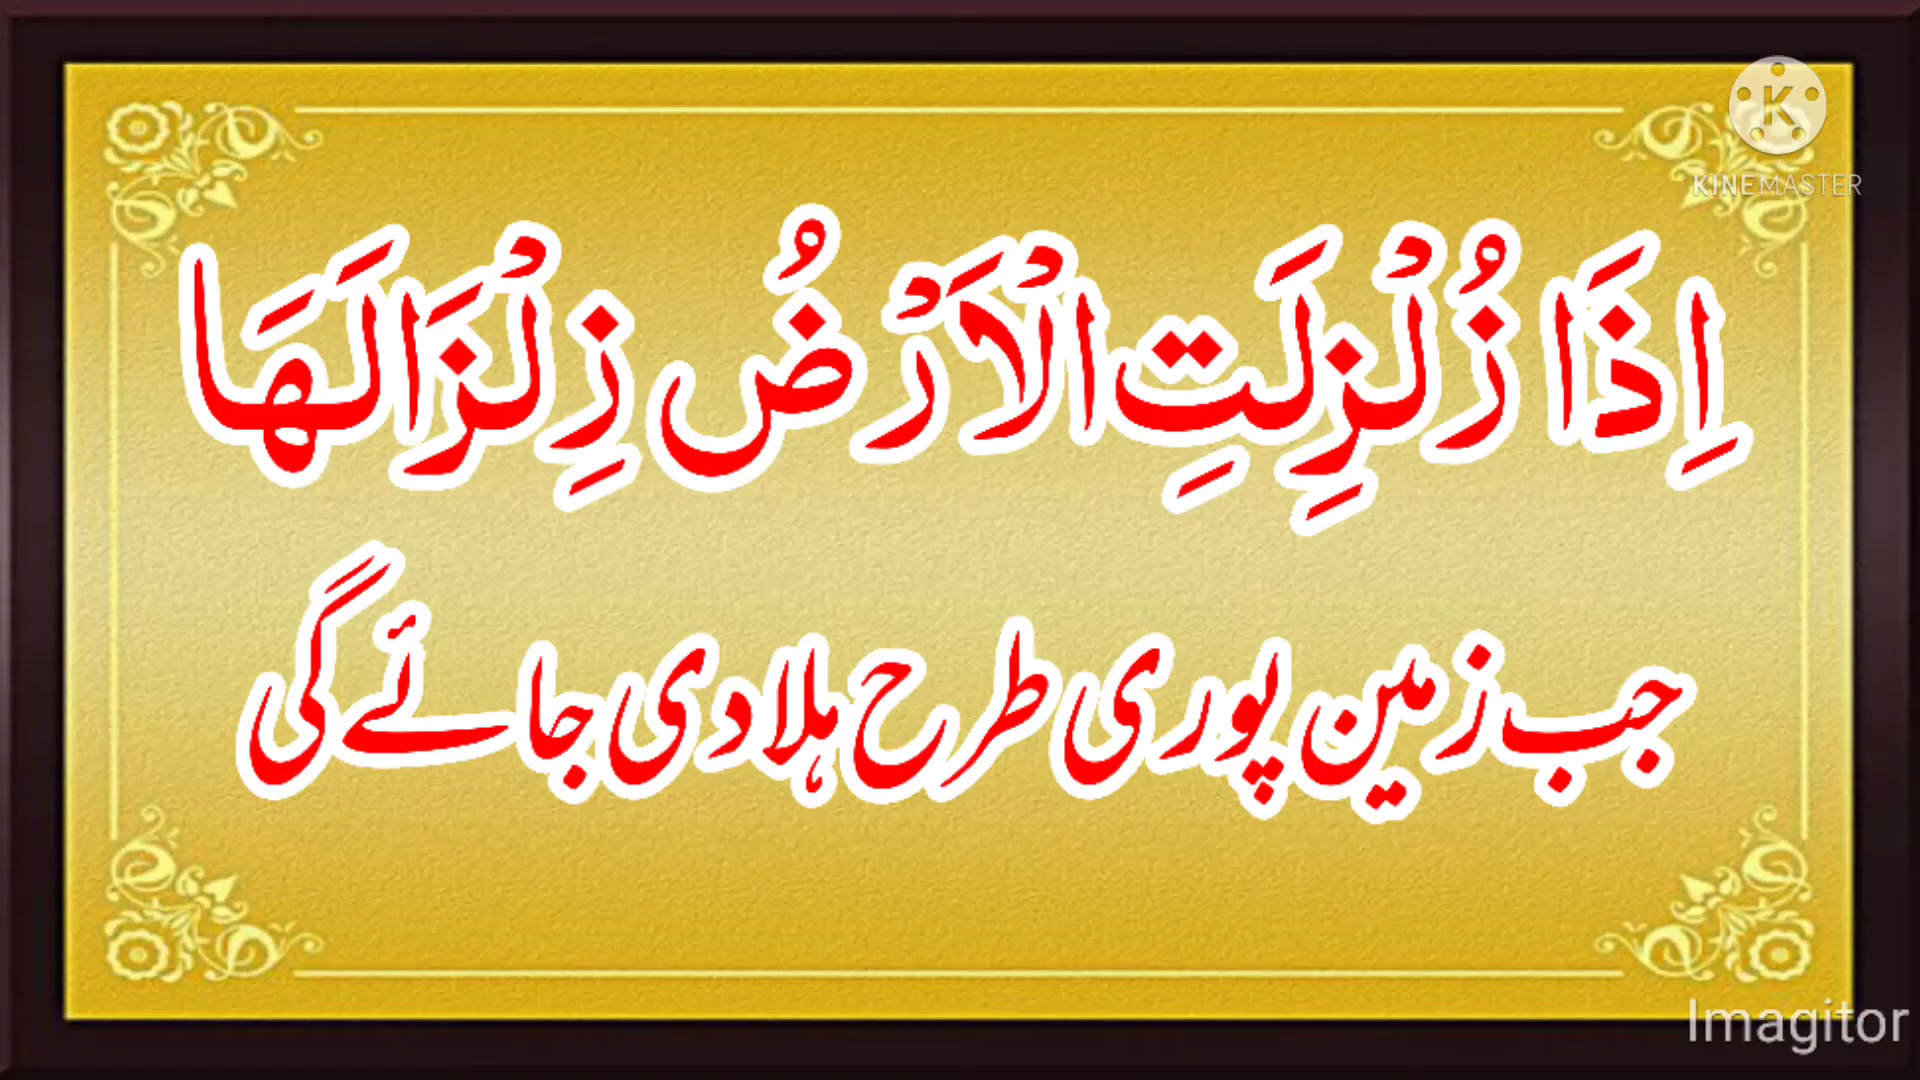 KINEMASTER
اِذَا زُلْزِلَتِ الْاَرْضُ زِلْزَالَهَا
جب زمین پوری طرح ہلا دی جائے گی
Imagitor